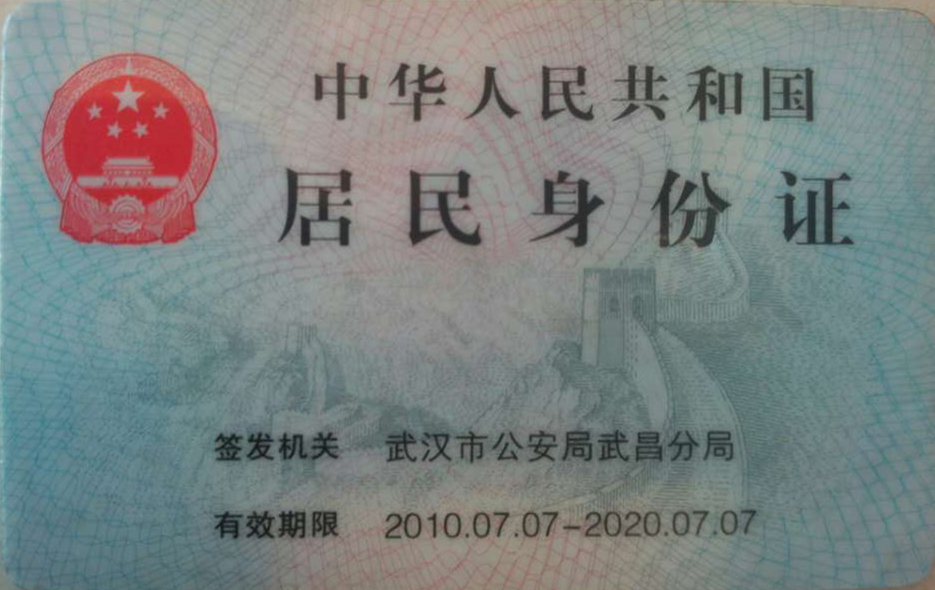 中华人民共和国
居民身份证
签发机关 武汉市公安局武昌分局
有效期限 2010.07.07-2020.07.07